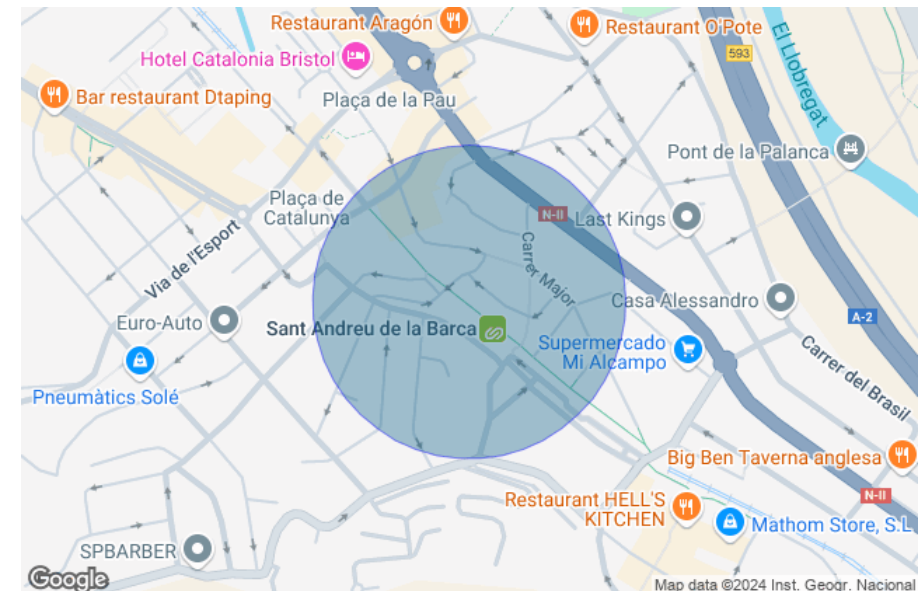 Restaurant Aragón
Restaurant O'Pote
Hotel Catalonia Bristol
593
El Llobregat
Bar restaurant Dtaping
Plaça de la Pau
Pont de la Palanca
Plaça de
Catalunya
N-II
Last Kings
Via de l'Esport
Carrer Major
Casa Alessandro
Euro-Auto
Sant Andreu de la Barca
A-2
Supermercado
Mi Alcampo
Pneumàtics Solé
Carrer del Brasil
Big Ben Taverna anglesa
Restaurant HELL'S
KITCHEN
N-II
Mathom Store, S.L
SPBARBER
Google
Map data ©2024 Inst. Geogr. Nacional